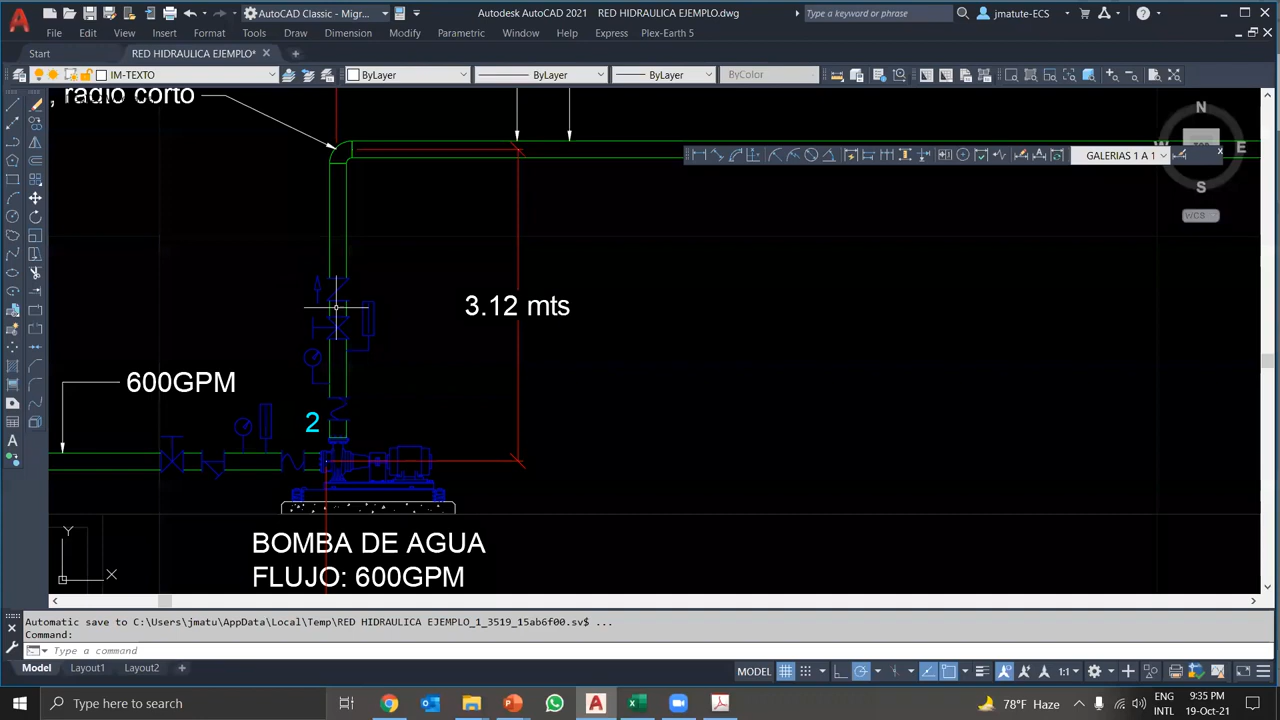 AutoCAD Classic - Migr...
Autodesk AutoCAD 2021 RED HIDRAULICA EJEMPLO.dwg
Type a keyword or phrase
jmatute-ECS
File Edit View Insert Format Tools Draw Dimension Modify Parametric Window Help Express Plex-Earth 5
Start
RED HIDRAULICA EJEMPLO*
IM-TEXTO
ByLayer
ByLayer
ByLayer
ByColor
, radio corto
N
W TOP E
S
GALERIAS 1 A 1
WCS
3.12 mts
600GPM
2
BOMBA DE AGUA
FLUJO: 600GPM
Y
X
Automatic save to C:\Users\jmatu\AppData\Local\Temp\RED HIDRAULICA EJEMPLO_1_3519_15ab6f00.sv$ ...
Command:
Type a command
Model Layout1 Layout2
MODEL
1:1
Type here to search
78°F Haze
ENG
INTL
9:35 PM
19-Oct-21